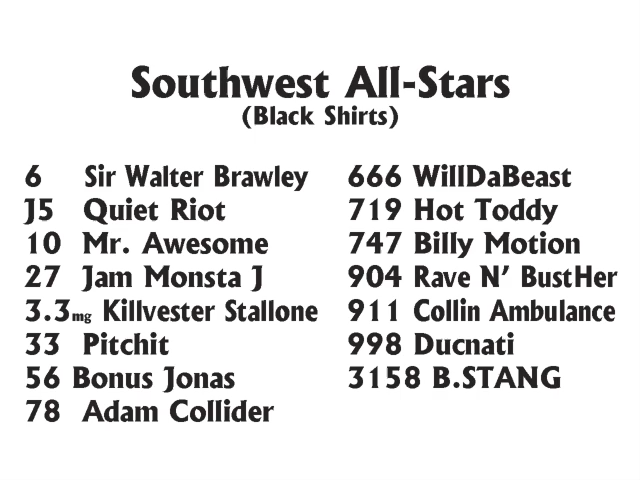 Southwest All-Stars
(Black Shirts)
6 Sir Walter Brawley
J5 Quiet Riot
10 Mr. Awesome
27 Jam Monsta J
3.3mg Killvester Stallone
33 Pitchit
56 Bonus Jonas
78 Adam Collider
666 WillDaBeast
719 Hot Toddy
747 Billy Motion
904 Rave N' BustHer
911 Collin Ambulance
998 Ducnati
3158 B.STANG